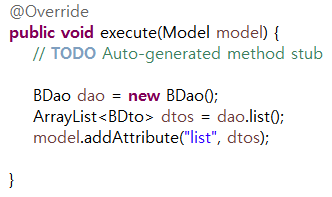 @Override
public void execute(Model model) {
// TODO Auto-generated method stub
BDao dao = new BDao();
ArrayList<BDto> dtos = dao.list();
model.addAttribute("list", dtos);
}